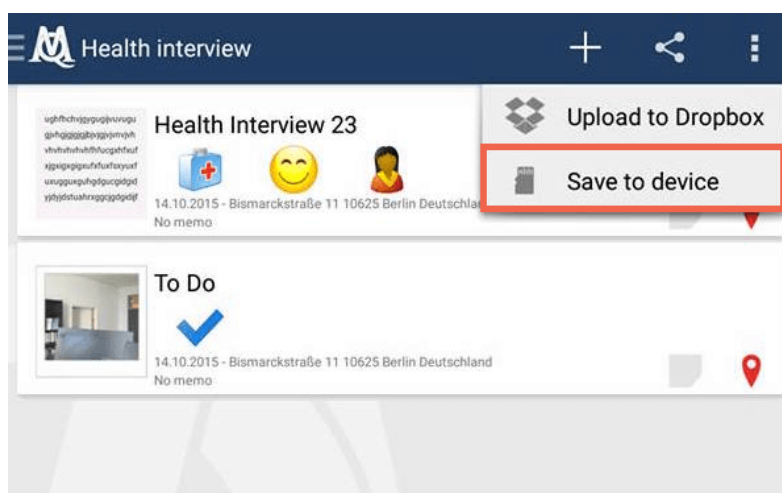 Health interview
Upload to Dropbox
Save to device
Health Interview 23
14.10.2015 - Bismarckstraße 11 10625 Berlin Deutschla
No memo
To Do
14.10.2015 - Bismarckstraße 11 10625 Berlin Deutschland
No memo